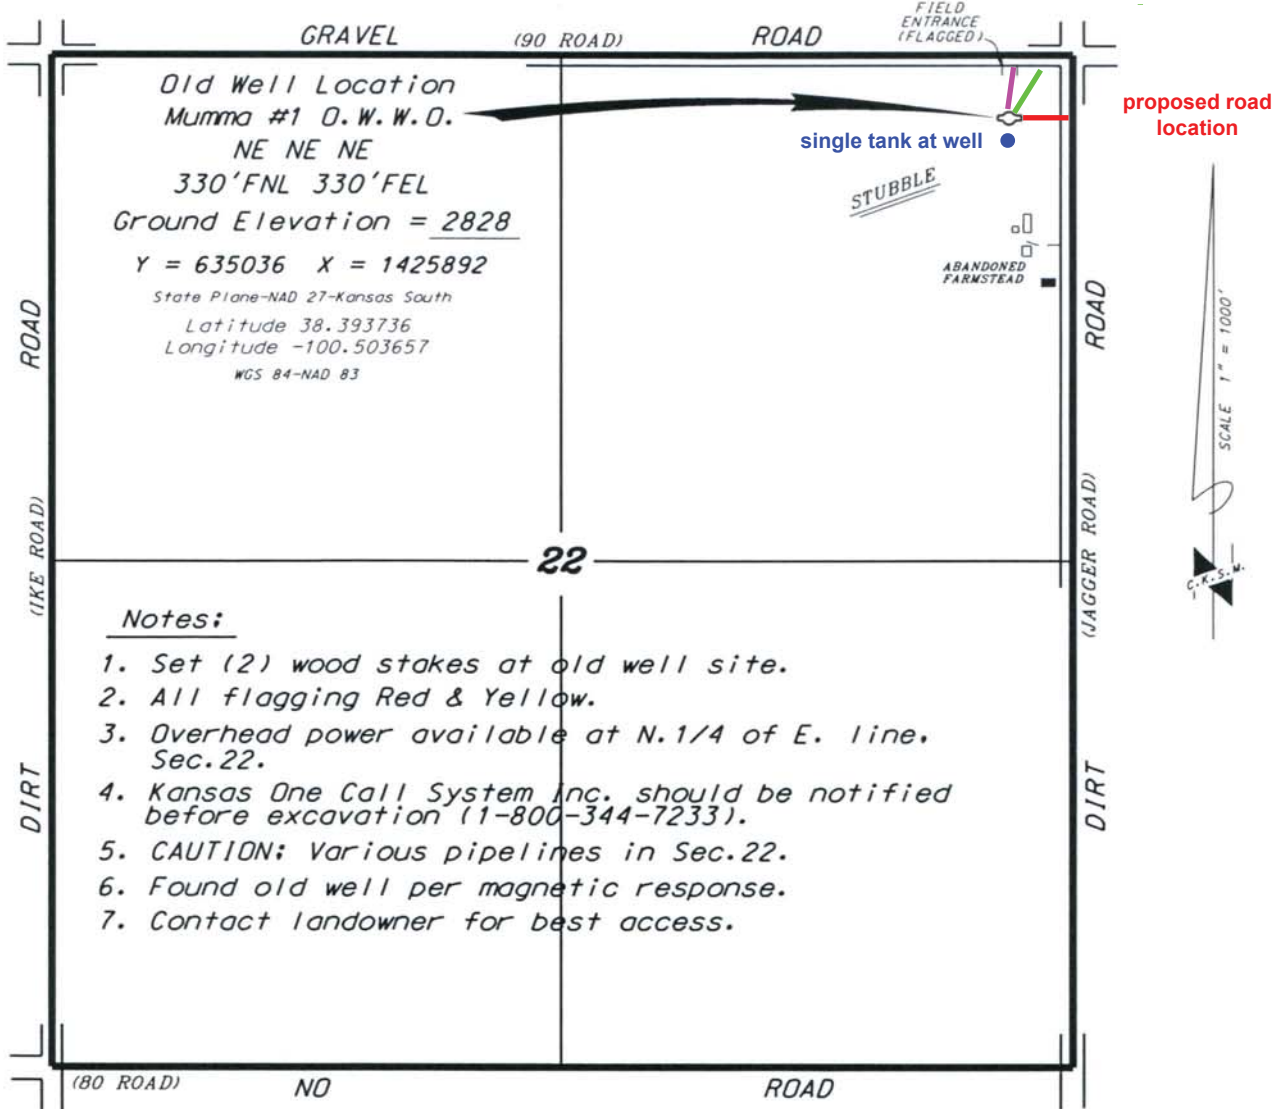 FIELD
ENTRANCE
(FLAGGED)
GRAVEL (90 ROAD) ROAD
Old Well Location
Mumma #1 O.W.W.O.
NE NE NE
330'FNL 330'FEL
Ground Elevation = 2828
Y = 635036 X = 1425892
State Plane-NAD 27-Kansas South
Latitude 38.393736
Longitude -100.503657
WGS 84-NAD 83
proposed road
location
single tank at well
STUBBLE
ABANDONED
FARMSTEAD
ROAD
ROAD
SCALE 1" = 1000'
(IKE ROAD)
(JAGGER ROAD)
C.K.S.M.
22
Notes:
1. Set (2) wood stakes at old well site.
2. All flagging Red & Yellow.
3. Overhead power available at N.1/4 of E. line,
Sec.22.
4. Kansas One Call System Inc. should be notified
before excavation (1-800-344-7233).
5. CAUTION: Various pipelines in Sec.22.
6. Found old well per magnetic response.
7. Contact landowner for best access.
DIRT
DIRT
(80 ROAD) NO ROAD